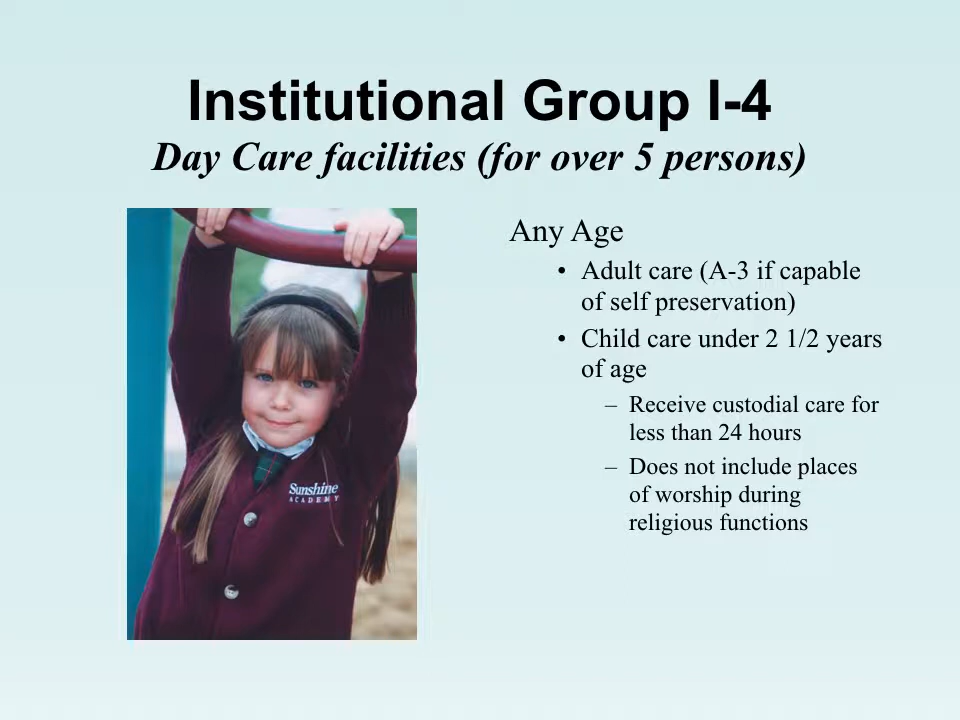 Institutional Group I-4
Day Care facilities (for over 5 persons)
Any Age
• Adult care (A-3 if capable
of self preservation)
• Child care under 2 1/2 years
of age
– Receive custodial care for
less than 24 hours
– Does not include places
of worship during
religious functions
Sunshine
ACADEMY